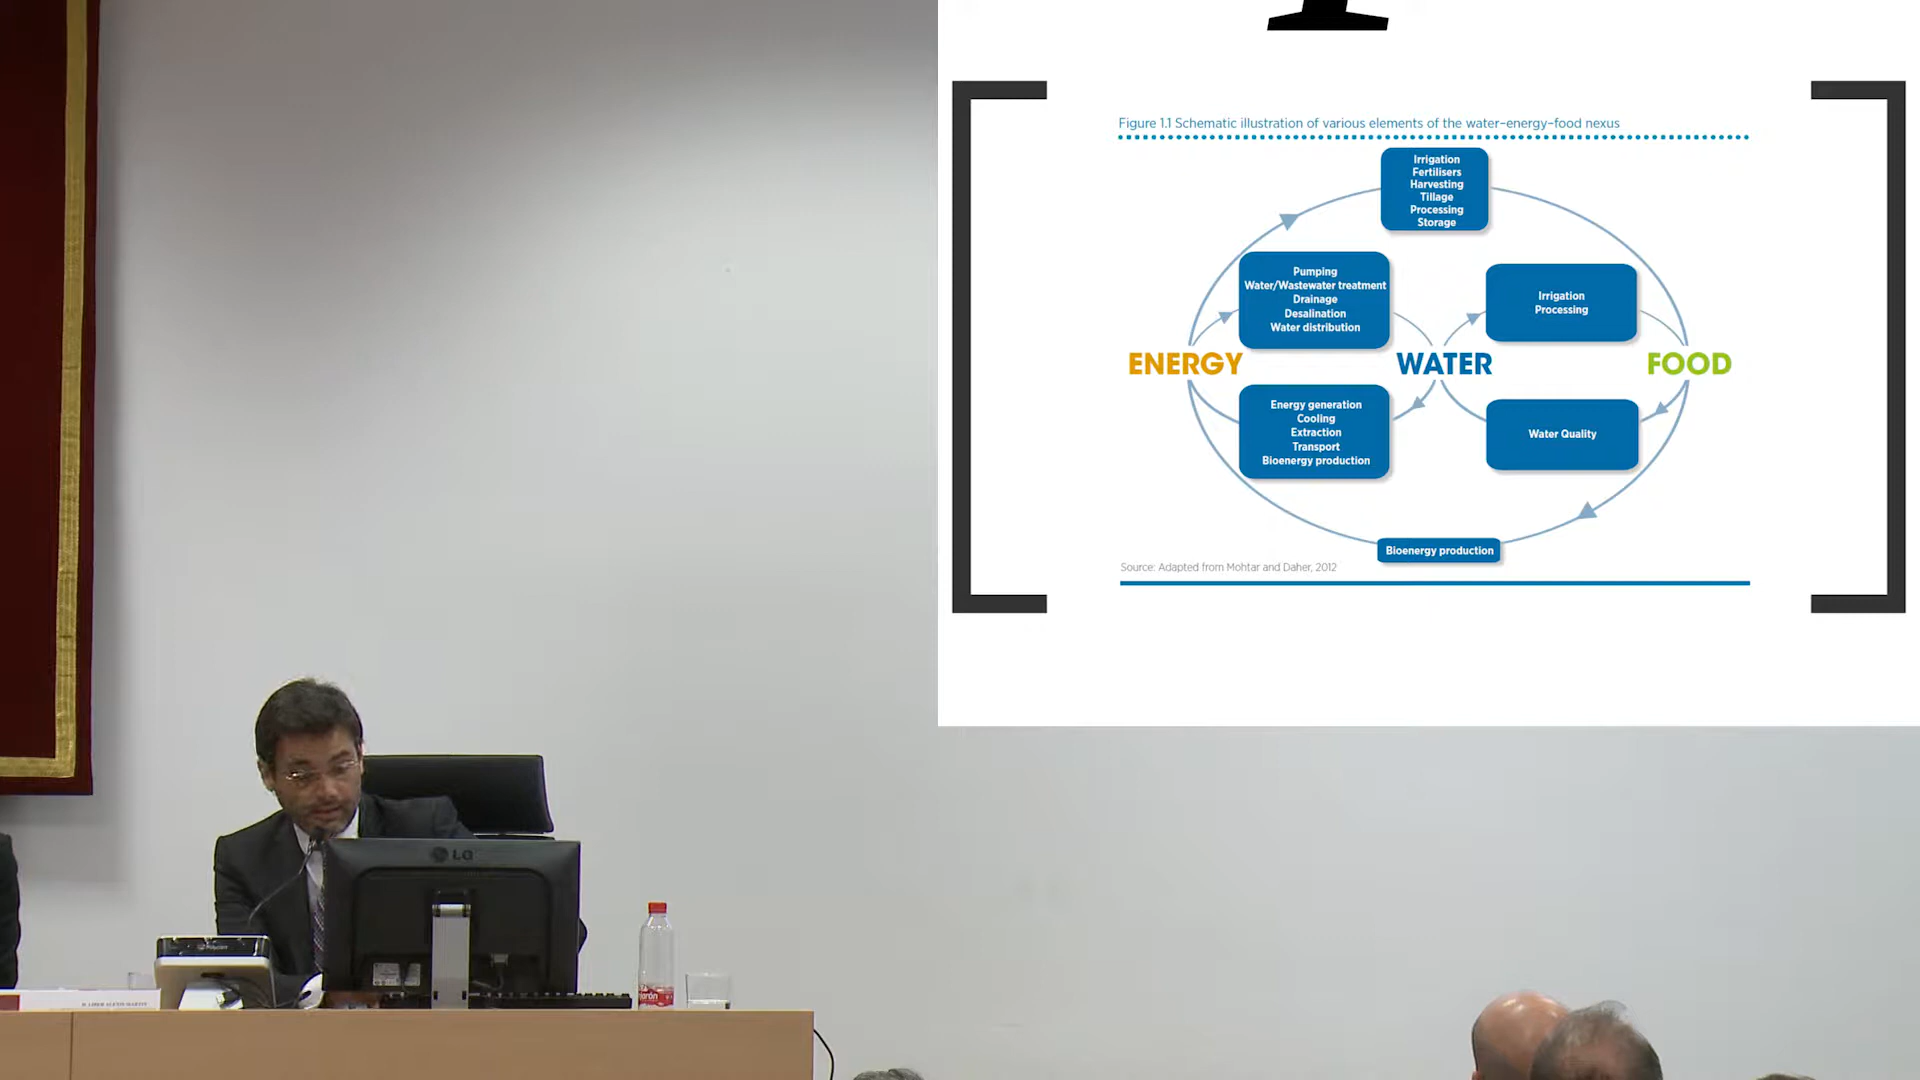 Figure 1.1 Schematic illustration of various elements of the water–energy–food nexus
Irrigation
Fertilisers
Harvesting
Tillage
Processing
Storage
Pumping
Water/Wastewater treatment
Drainage
Desalination
Water distribution
Irrigation
Processing
ENERGY
WATER
FOOD
Energy generation
Cooling
Extraction
Transport
Bioenergy production
Water Quality
Bioenergy production
Source: Adapted from Mohtar and Daher, 2012
LG